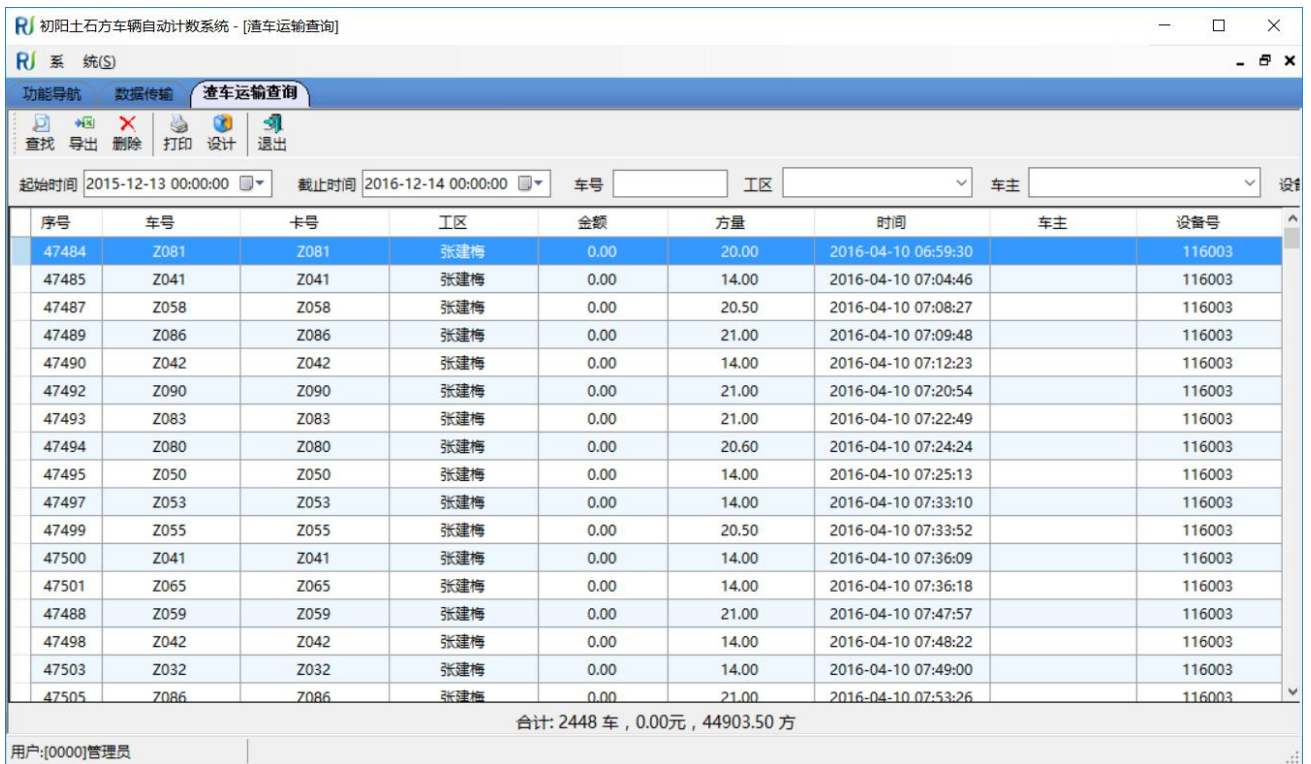 初阳土石方车辆自动计数系统 - [渣车运输查询]
系 统(S)
功能导航 数据传输 渣车运输查询
查找 导出 删除 打印 设计 退出
起始时间 2015-12-13 00:00:00 截止时间 2016-12-14 00:00:00 车号 工区 车主
序号 车号 卡号 工区 金额 方量 时间 车主 设备号
47484 Z081 Z081 张建梅 0.00 20.00 2016-04-10 06:59:30 116003
47485 Z041 Z041 张建梅 0.00 14.00 2016-04-10 07:04:46 116003
47487 Z058 Z058 张建梅 0.00 20.50 2016-04-10 07:08:27 116003
47489 Z086 Z086 张建梅 0.00 21.00 2016-04-10 07:09:48 116003
47490 Z042 Z042 张建梅 0.00 14.00 2016-04-10 07:12:23 116003
47492 Z090 Z090 张建梅 0.00 21.00 2016-04-10 07:20:54 116003
47493 Z083 Z083 张建梅 0.00 21.00 2016-04-10 07:22:49 116003
47494 Z080 Z080 张建梅 0.00 20.60 2016-04-10 07:24:24 116003
47495 Z050 Z050 张建梅 0.00 14.00 2016-04-10 07:25:13 116003
47497 Z053 Z053 张建梅 0.00 14.00 2016-04-10 07:33:10 116003
47499 Z055 Z055 张建梅 0.00 20.50 2016-04-10 07:33:52 116003
47500 Z041 Z041 张建梅 0.00 14.00 2016-04-10 07:36:09 116003
47501 Z065 Z065 张建梅 0.00 14.00 2016-04-10 07:36:18 116003
47488 Z059 Z059 张建梅 0.00 21.00 2016-04-10 07:47:57 116003
47498 Z042 Z042 张建梅 0.00 14.00 2016-04-10 07:48:22 116003
47503 Z032 Z032 张建梅 0.00 14.00 2016-04-10 07:49:00 116003
47505 Z086 Z086 张建梅 0.00 21.00 2016-04-10 07:53:26 116003
合计: 2448 车，0.00元，44903.50 方
用户:[0000]管理员